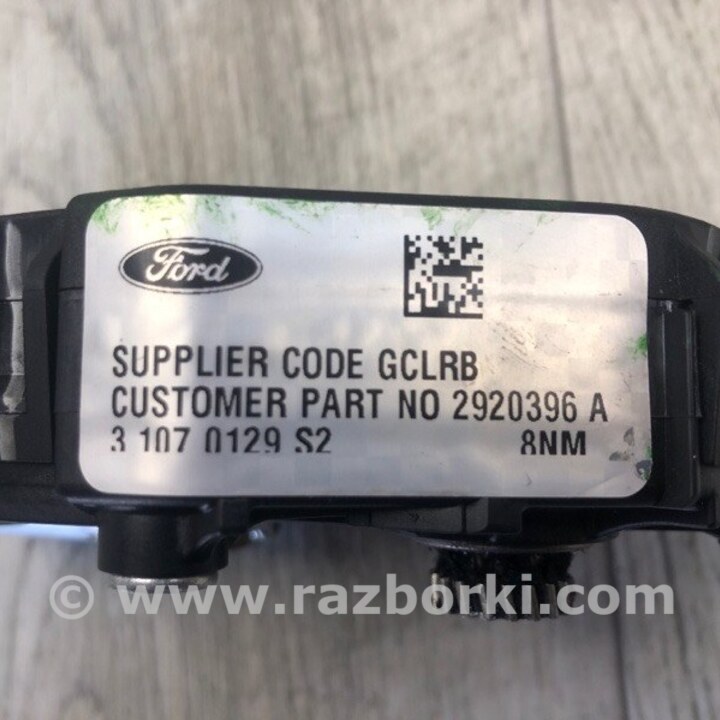 Ford
SUPPLIER CODE GCLRB
CUSTOMER PART NO 2920396 A
3 107 0129 S2 8NM
© www.razborki.com